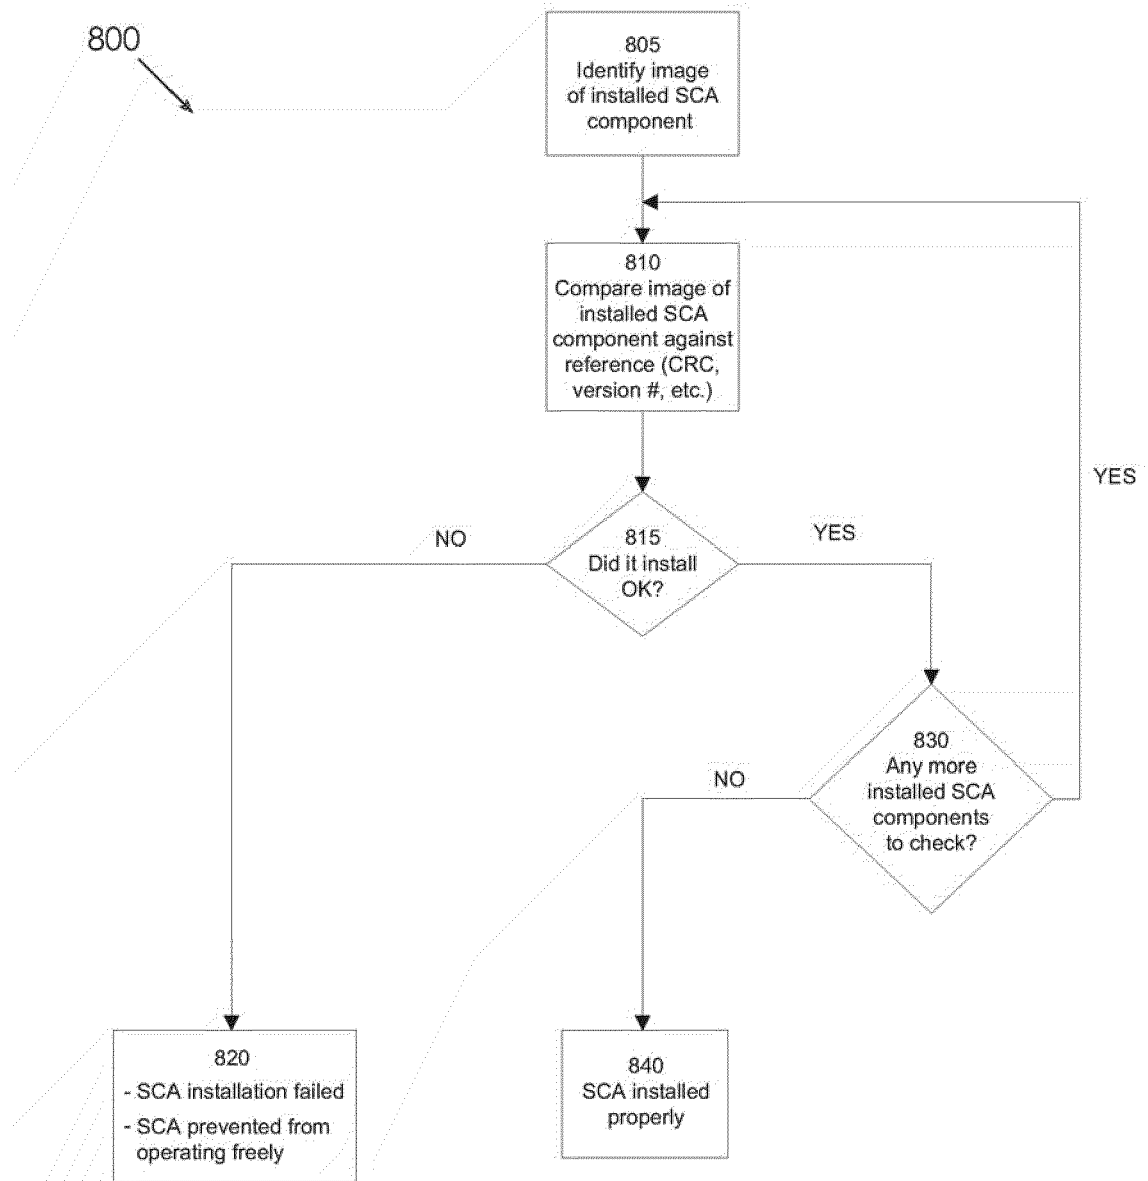 800
805
Identify image
of installed SCA
component
810
Compare image of
installed SCA
component against
reference (CRC,
version #, etc.)
YES
NO
815
Did it install
OK?
YES
830
Any more
installed SCA
components
to check?
NO
820
- SCA installation failed
- SCA prevented from
operating freely
840
SCA installed
properly